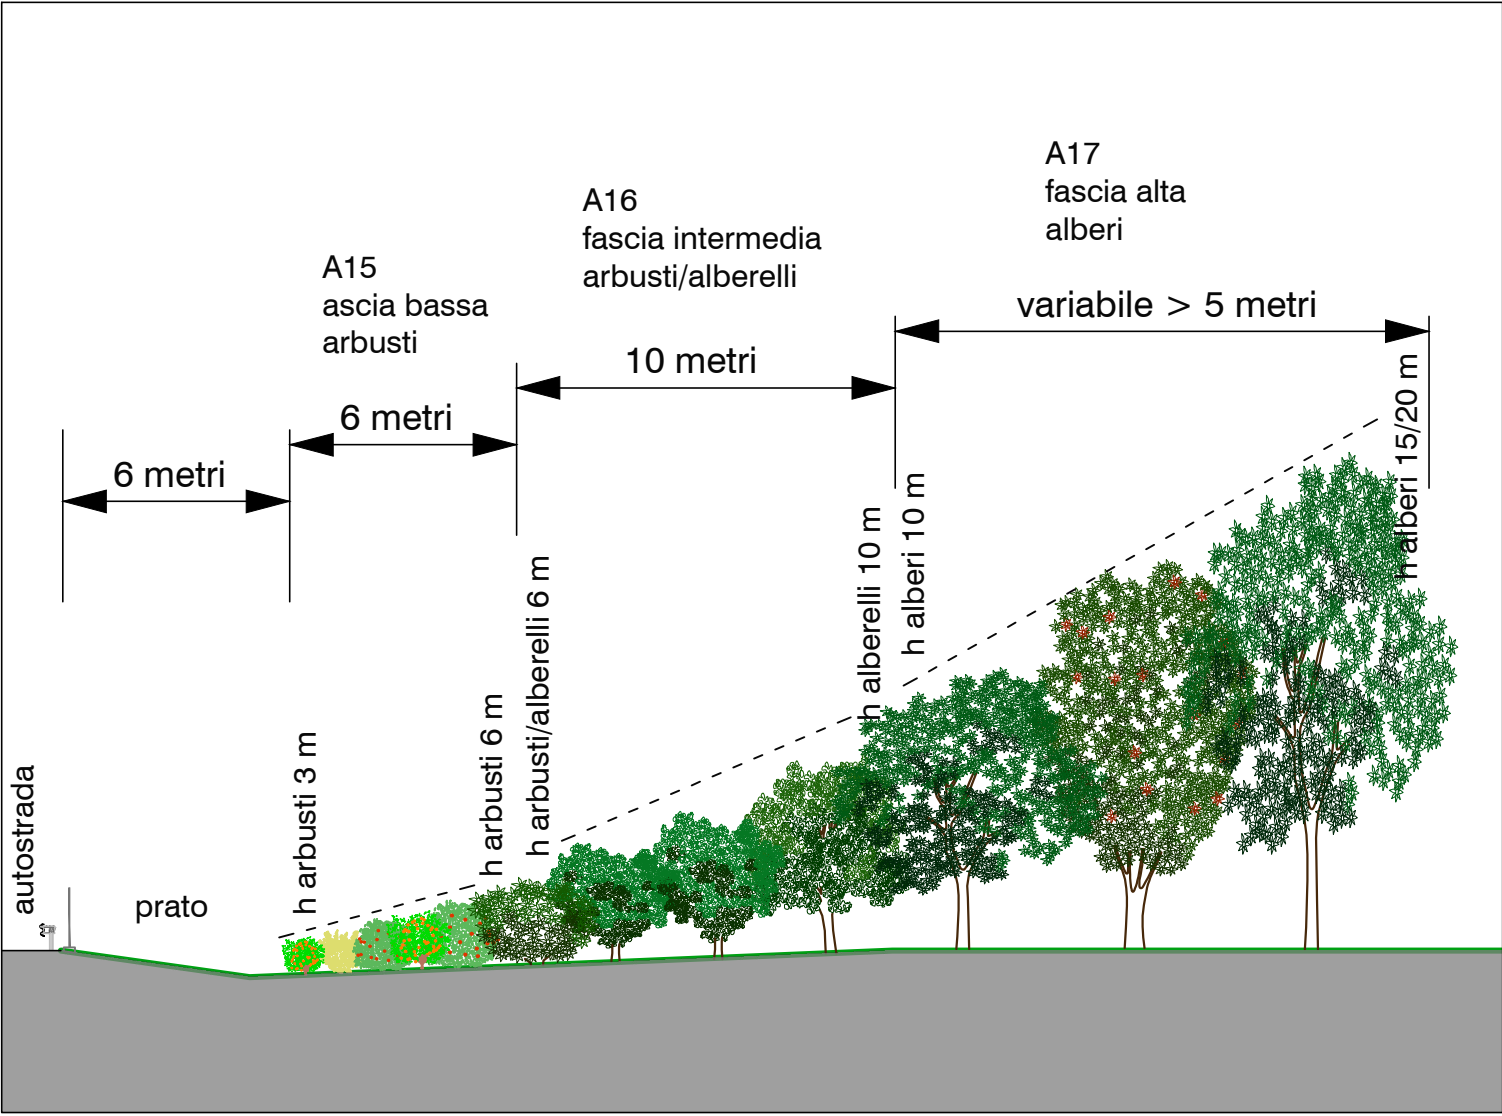 A17
fascia alta
alberi
A16
fascia intermedia
arbusti/alberelli
A15
ascia bassa
arbusti
variabile > 5 metri
10 metri
6 metri
6 metri
autostrada
prato
h arbusti 3 m
h arbusti 6 m
h arbusti/alberelli 6 m
h alberelli 10 m
h alberi 10 m
h alberi 15/20 m